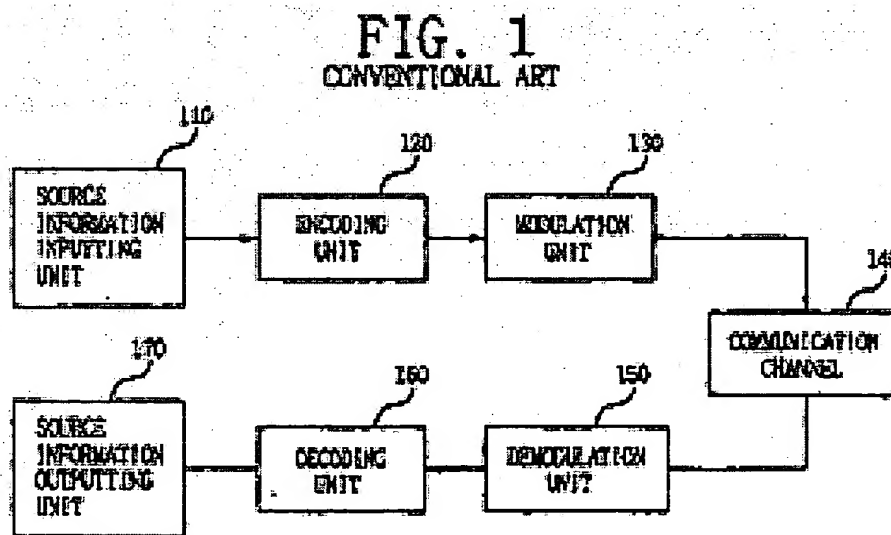 FIG. 1
CONVENTIONAL ART
110
SOURCE
INFORMATION
INPUTTING
UNIT
120
ENCODING
UNIT
130
MODULATION
UNIT
140
COMMUNICATION
CHANNEL
150
DEMODULATION
UNIT
160
DECODING
UNIT
170
SOURCE
INFORMATION
OUTPUTTING
UNIT